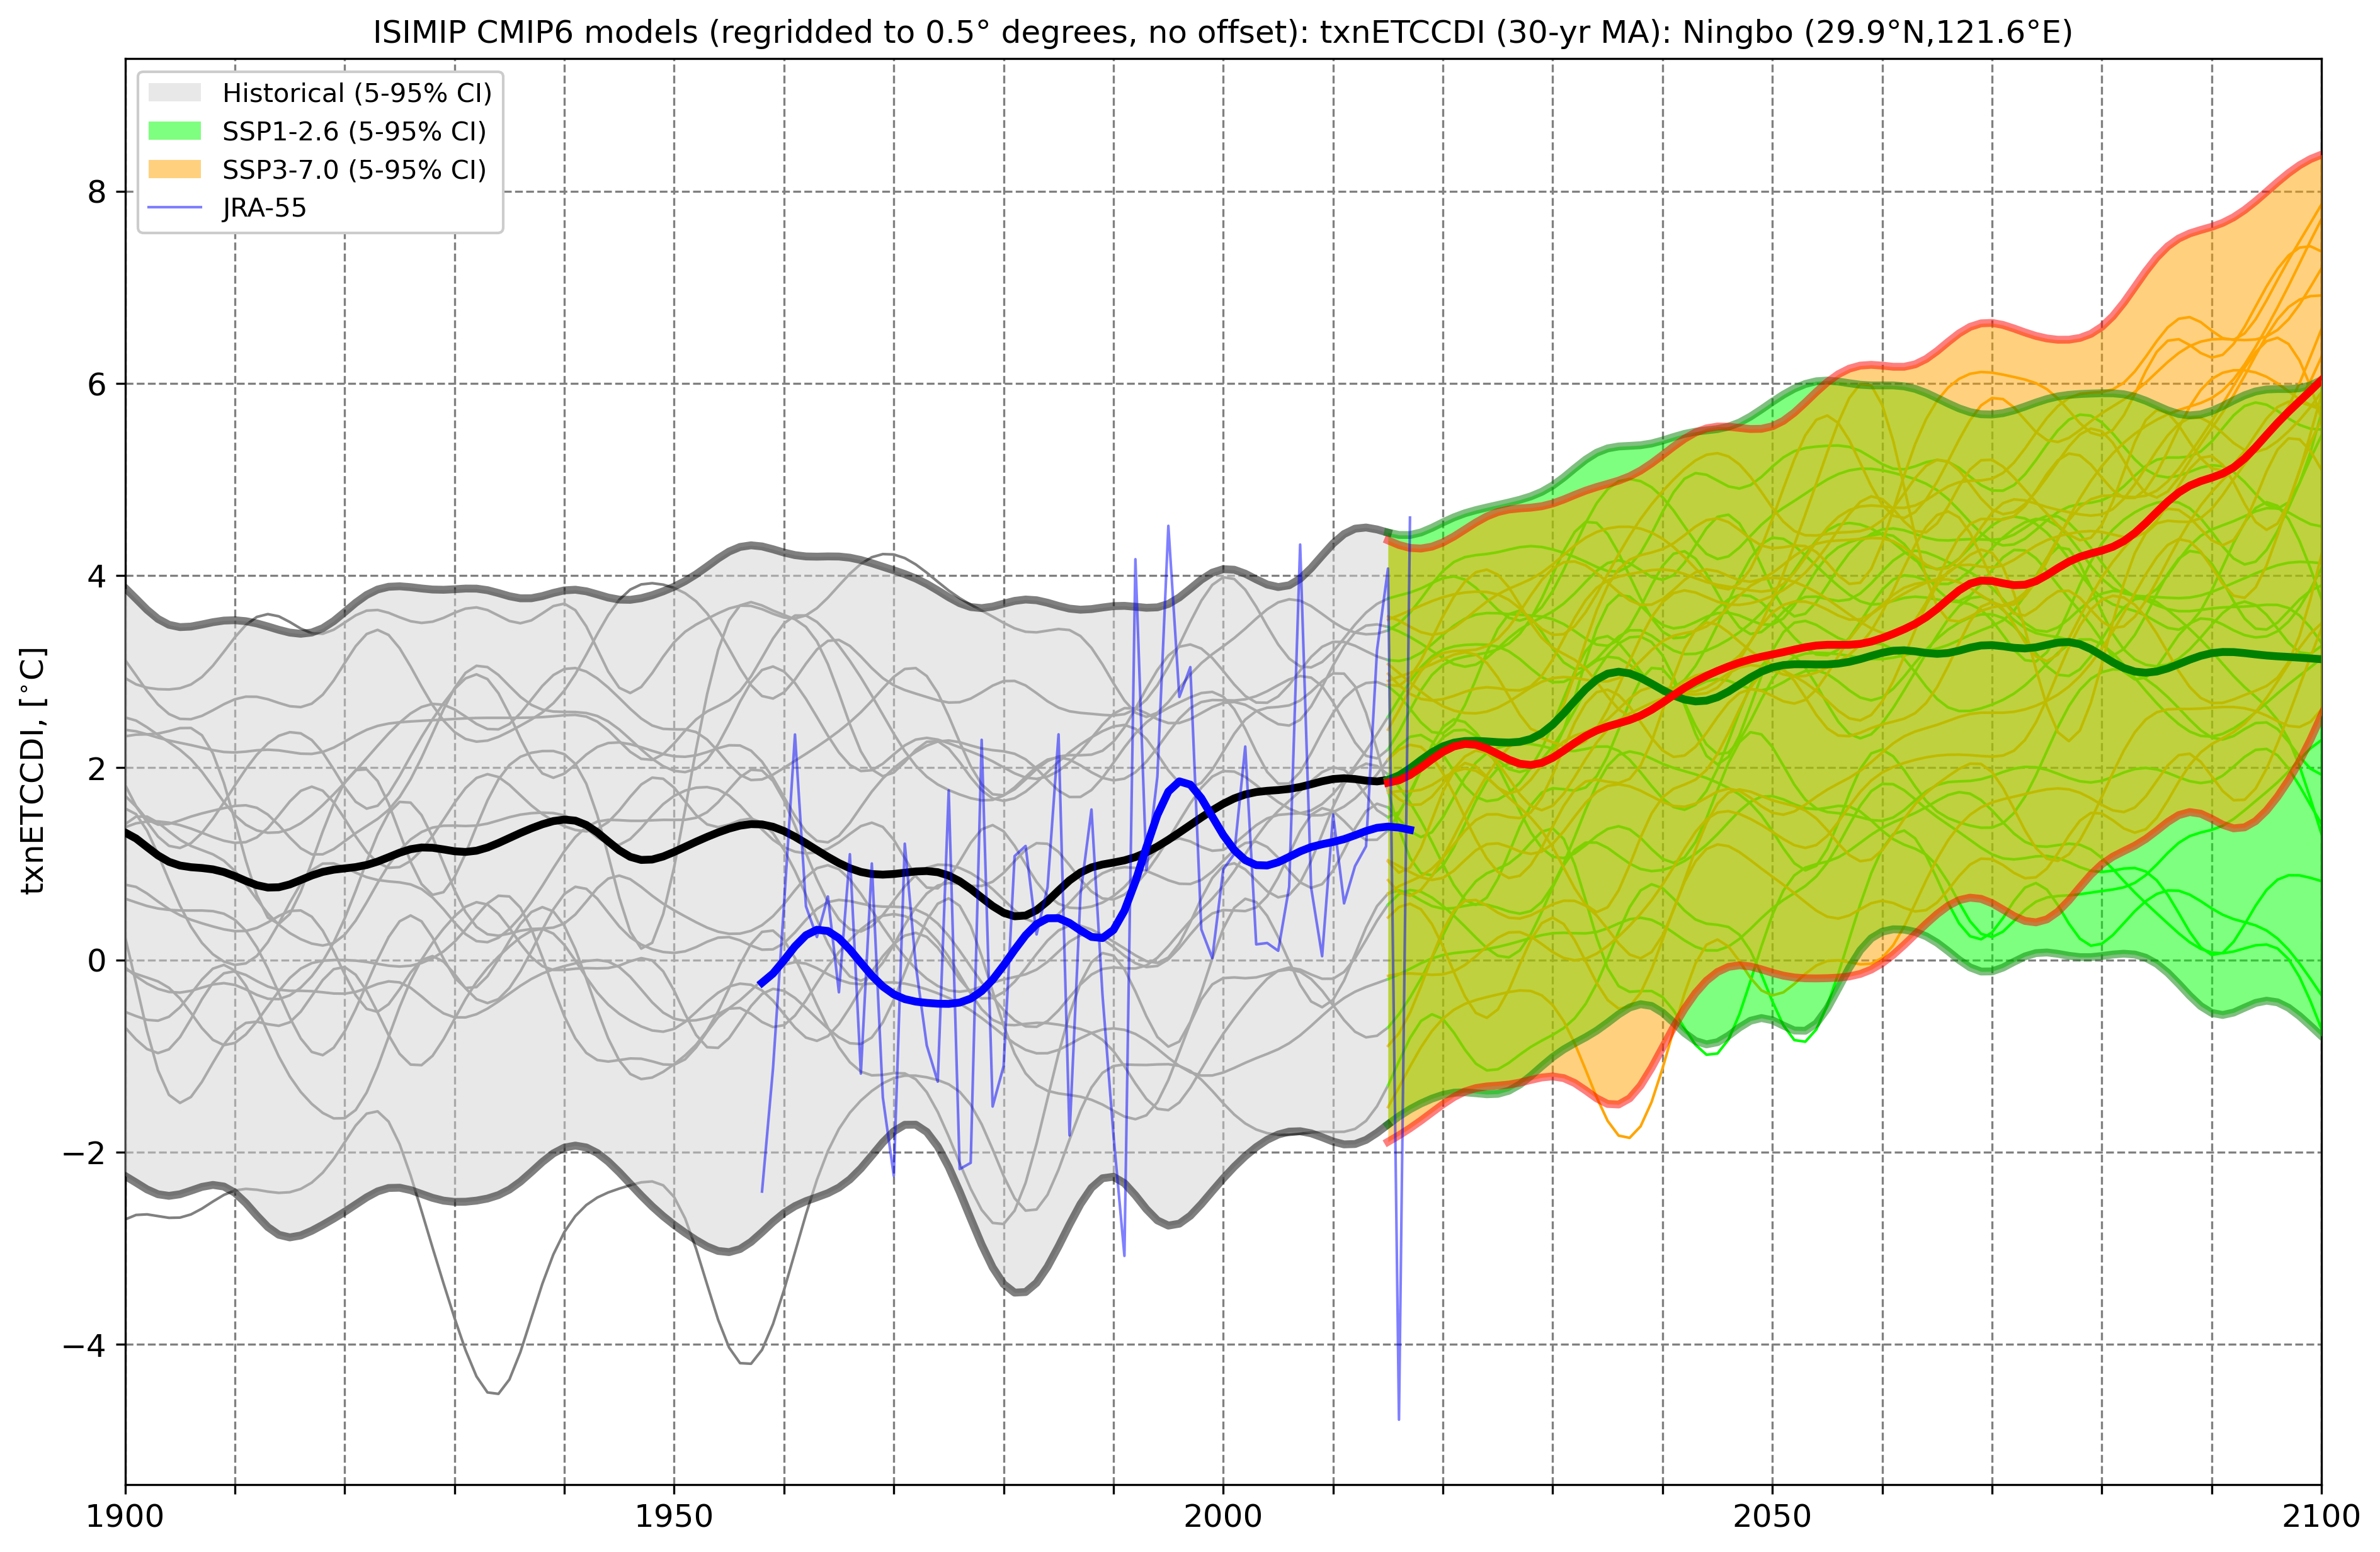 ISIMIP CMIP6 models (regridded to 0.5° degrees, no offset): txnETCCDI (30-yr MA): Ningbo (29.9°N,121.6°E)
Historical (5-95% CI)
SSP1-2.6 (5-95% CI)
SSP3-7.0 (5-95% CI)
JRA-55
txnETCCDI, [°C]
8
6
4
2
0
−2
−4
1900
1950
2000
2050
2100